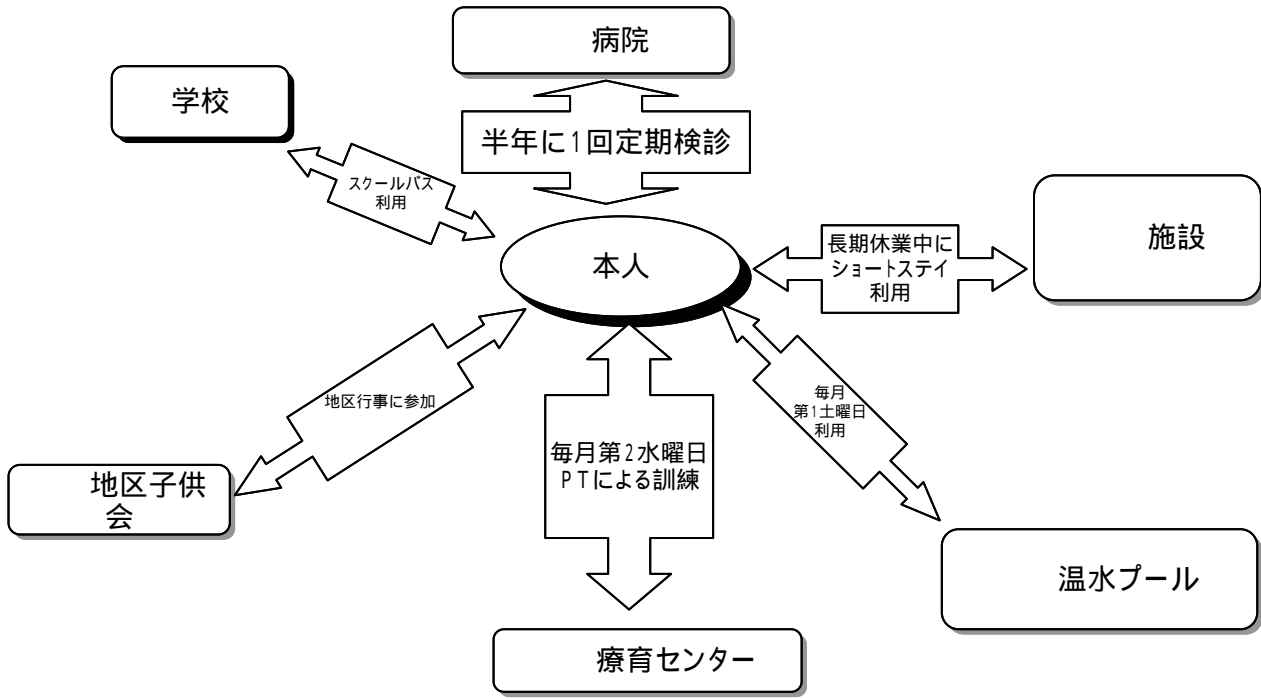 病院
学校
半年に1回定期検診
スクールバス
利用
施設
長期休業中に
ショートステイ
利用
本人
毎月
第1土曜日
利用
地区行事に参加
毎月第2水曜日
PTによる訓練
地区子供
会
温水プール
療育センター